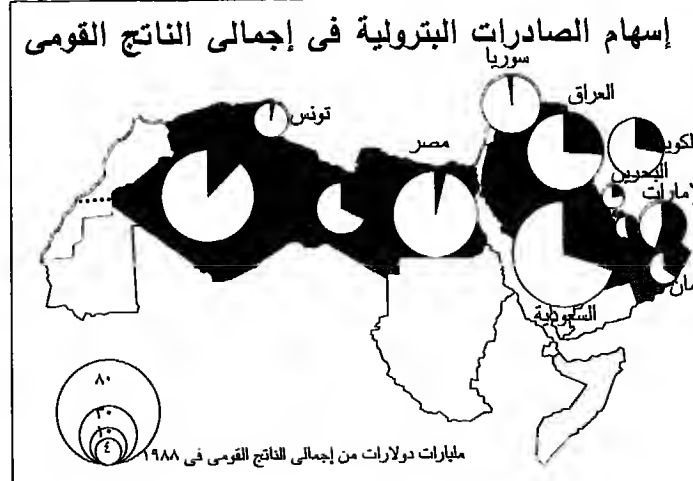 إسهام الصادرات البترولية فى إجمالى الناتج القومى
سوريا
العراق
تونس
مصر
البحرين
السعودية
٨٠
٣٠
١٠
٤
مليارات دولارات من إجمالى الناتج القومى فى ١٩٨٨